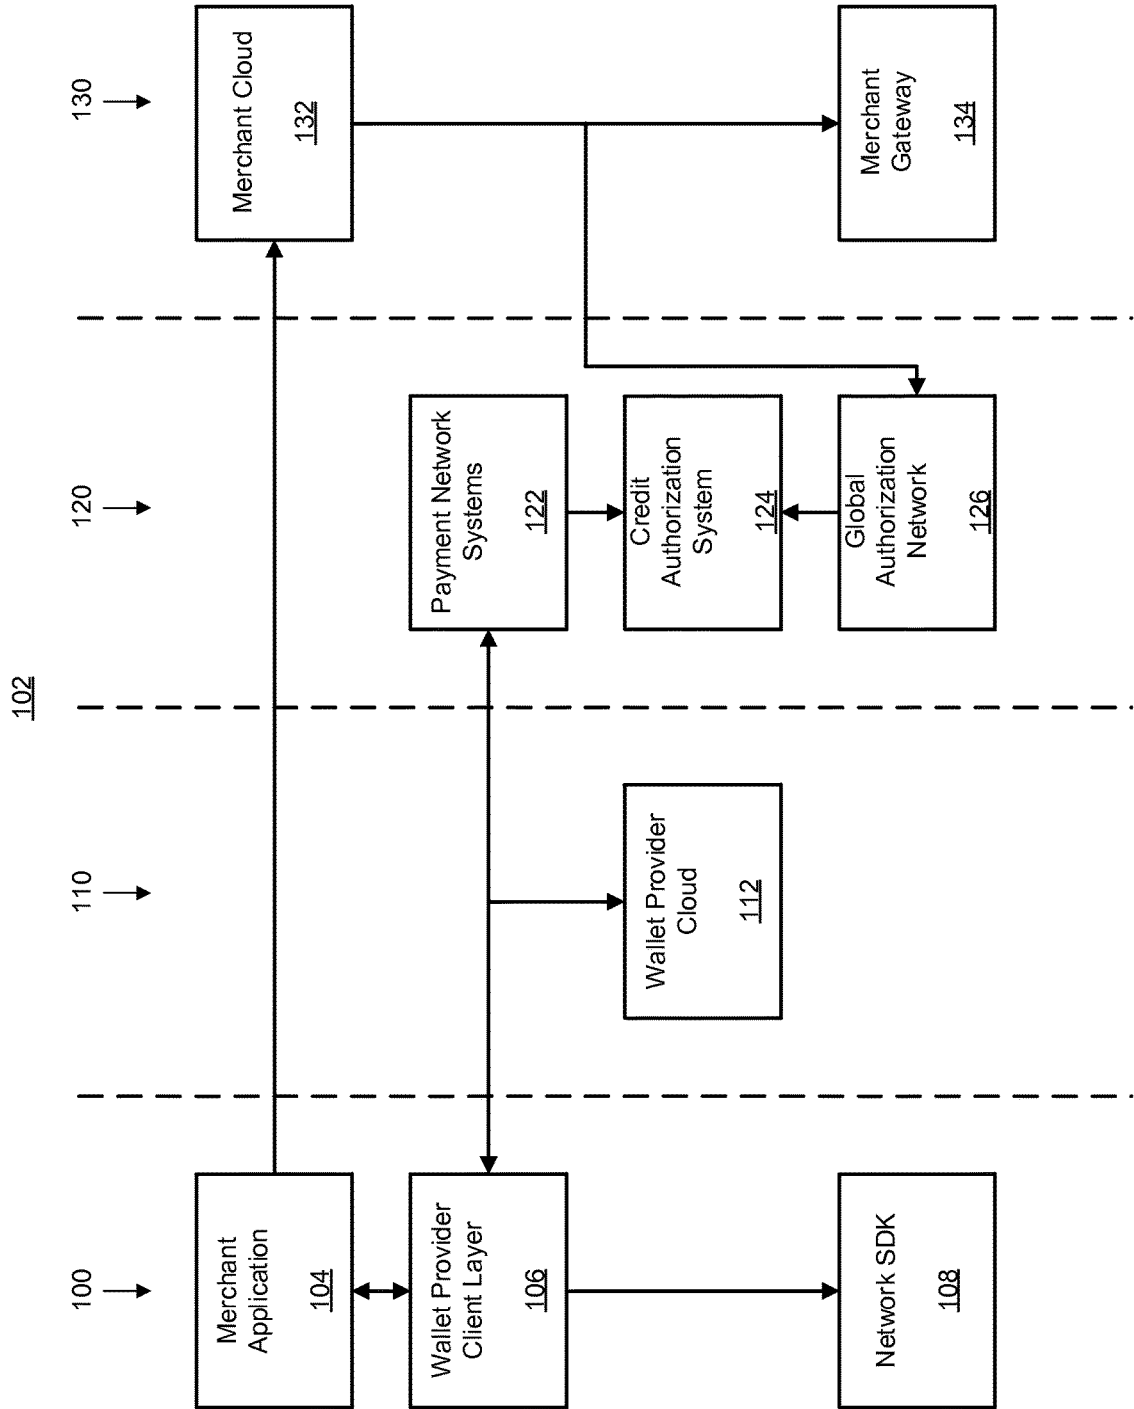 102
100
110
120
130
Merchant
Application
104
Wallet Provider
Client Layer
106
Network SDK
108
Wallet Provider
Cloud
112
Payment Network
Systems
122
Credit
Authorization
System
124
Global
Authorization
Network
126
Merchant Cloud
132
Merchant
Gateway
134